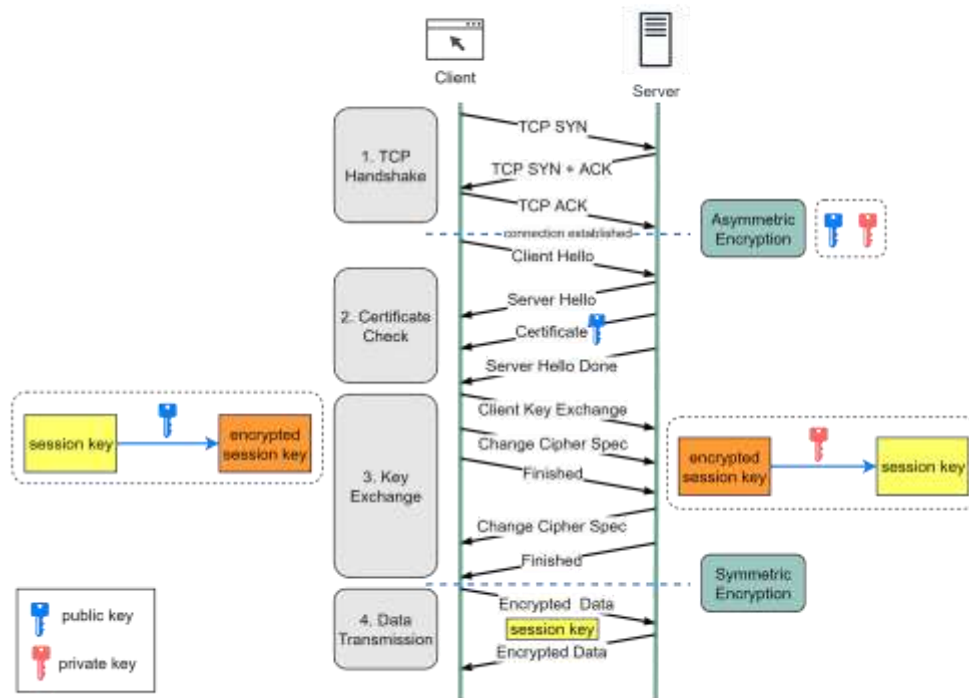 Client
Server
1. TCP
Handshake
TCP SYN
TCP SYN + ACK
TCP ACK
connection established
Asymmetric
Encryption
2. Certificate
Check
Client Hello
Server Hello
Certificate
Server Hello Done
session key
encrypted
session key
3. Key
Exchange
Client Key Exchange
Change Cipher Spec
Finished
Change Cipher Spec
Finished
encrypted
session key
session key
Symmetric
Encryption
4. Data
Transmission
Encrypted Data
session key
Encrypted Data
public key
private key